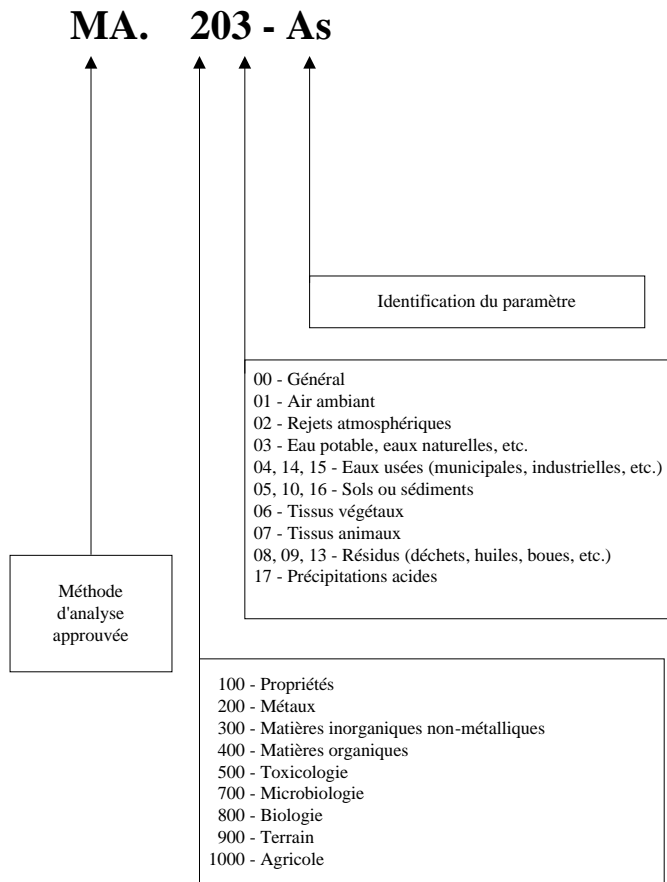 MA. 203 - As
Identification du paramètre
00 - Général
01 - Air ambiant
02 - Rejets atmosphériques
03 - Eau potable, eaux naturelles, etc.
04, 14, 15 - Eaux usées (municipales, industrielles, etc.)
05, 10, 16 - Sols ou sédiments
06 - Tissus végétaux
07 - Tissus animaux
08, 09, 13 - Résidus (déchets, huiles, boues, etc.)
17 - Précipitations acides
Méthode
d'analyse
approuvée
100 - Propriétés
200 - Métaux
300 - Matières inorganiques non-métalliques
400 - Matières organiques
500 - Toxicologie
700 - Microbiologie
800 - Biologie
900 - Terrain
1000 - Agricole